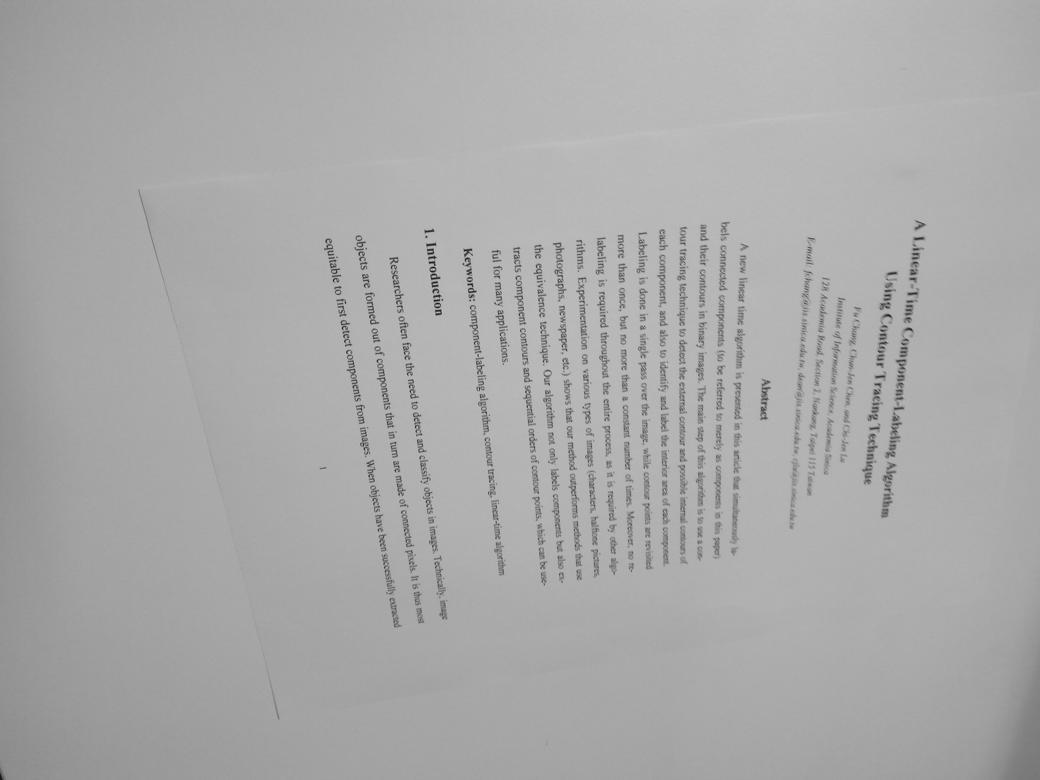 A Linear-Time Component-Labeling Algorithm
Using Contour Tracing Technique
Fu Chang, Chun-Jen Chen, and Chi-Jen Lu
Institute of Information Science, Academia Sinica
128 Academia Road, Section 2, Nankang, Taipei 115 Taiwan
E-mail: fchang@iis.sinica.edu.tw, dean@iis.sinica.edu.tw, cjlu@iis.sinica.edu.tw
Abstract
A new linear time algorithm is presented in this article that simultaneously la-
bels connected components (to be referred to merely as components in this paper)
and their contours in binary images. The main step of this algorithm is to use a con-
tour tracing technique to detect the external contour and possible internal contours of
each component, and also to identify and label the interior area of each component.
Labeling is done in a single pass over the image, while contour points are revisited
more than once, but no more than a constant number of times. Moreover, no re-
labeling is required throughout the entire process, as it is required by other algo-
rithms. Experimentation on various types of images (characters, halftone pictures,
photographs, newspaper, etc.) shows that our method outperforms methods that use
the equivalence technique. Our algorithm not only labels components but also ex-
tracts component contours and sequential orders of contour points, which can be use-
ful for many applications.
Keywords: component-labeling algorithm, contour tracing, linear-time algorithm
1. Introduction
Researchers often face the need to detect and classify objects in images. Technically, image
objects are formed out of components that in turn are made of connected pixels. It is thus most
equitable to first detect components from images. When objects have been successfully extracted
1